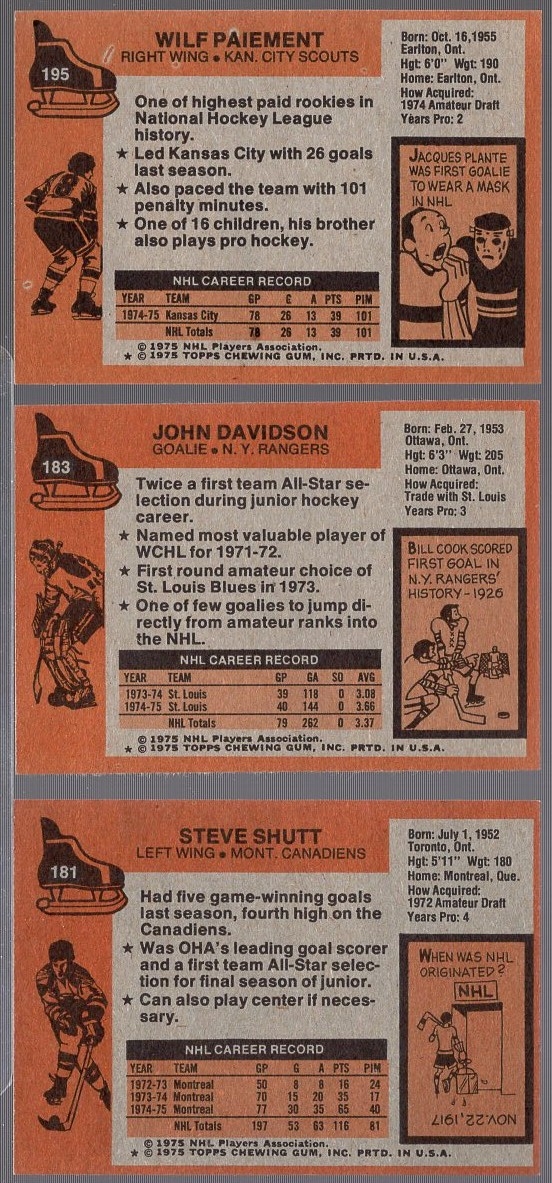 195
WILF PAIEMENT
RIGHT WING • KAN. CITY SCOUTS
One of highest paid rookies in
National Hockey League
history.
★ Led Kansas City with 26 goals
last season.
★ Also paced the team with 101
penalty minutes.
★ One of 16 children, his brother
also plays pro hockey.
NHL CAREER RECORD
YEAR TEAM GP G A PTS PIM
1974-75 Kansas City 78 26 13 39 101
NHL Totals 78 26 13 39 101
© 1975 NHL Players Association.
★ © 1975 TOPPS CHEWING GUM, INC. PRTD. IN U.S.A.
Born: Oct. 16,1955
Earlton, Ont.
Hgt: 6'0" Wgt: 190
Home: Earlton, Ont.
How Acquired:
1974 Amateur Draft
Years Pro: 2
JACQUES PLANTE
WAS FIRST GOALIE
TO WEAR A MASK
IN NHL
183
JOHN DAVIDSON
GOALIE • N.Y. RANGERS
Twice a first team All-Star se-
lection during junior hockey
career.
★ Named most valuable player of
WCHL for 1971-72.
★ First round amateur choice of
St. Louis Blues in 1973.
★ One of few goalies to jump di-
rectly from amateur ranks into
the NHL.
NHL CAREER RECORD
YEAR TEAM GP GA SO AVG
1973-74 St. Louis 39 118 0 3.08
1974-75 St. Louis 40 144 0 3.66
NHL Totals 79 262 0 3.37
© 1975 NHL Players Association.
★ © 1975 TOPPS CHEWING GUM, INC. PRTD. IN U.S.A.
Born: Feb. 27, 1953
Ottawa, Ont.
Hgt: 6'3" Wgt: 205
Home: Ottawa, Ont.
How Acquired:
Trade with St. Louis
Years Pro: 3
BILL COOK SCORED
FIRST GOAL IN
N.Y. RANGERS'
HISTORY - 1926
181
STEVE SHUTT
LEFT WING • MONT. CANADIENS
Had five game-winning goals
last season, fourth high on the
Canadiens.
★ Was OHA's leading goal scorer
and a first team All-Star selec-
tion for final season of junior.
★ Can also play center if neces-
sary.
NHL CAREER RECORD
YEAR TEAM GP G A PTS PIM
1972-73 Montreal 50 8 8 16 24
1973-74 Montreal 70 15 20 35 17
1974-75 Montreal 77 30 35 65 40
NHL Totals 197 53 63 116 81
© 1975 NHL Players Association.
★ © 1975 TOPPS CHEWING GUM, INC. PRTD. IN U.S.A.
Born: July 1, 1952
Toronto, Ont.
Hgt: 5'11" Wgt: 180
Home: Montreal, Que.
How Acquired:
1972 Amateur Draft
Years Pro: 4
WHEN WAS NHL
ORIGINATED?
NHL
NOV. 22, 1917